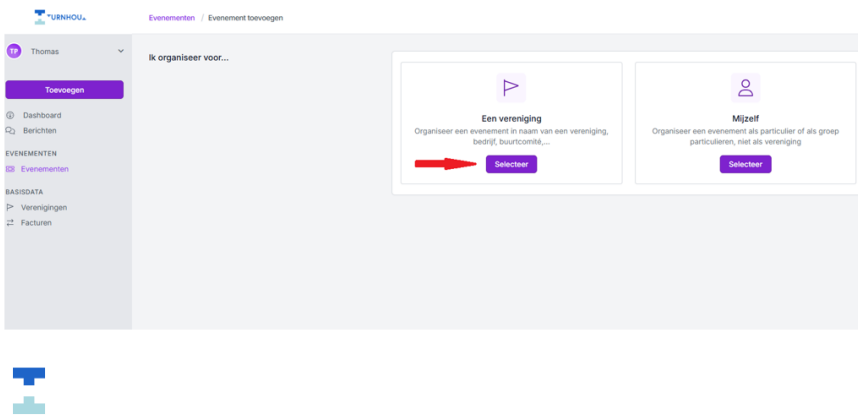 TURNHOU
Evenementen / Evenement toevoegen
TP Thomas
Toevoegen
Dashboard
Berichten
EVENEMENTEN
Evenementen
BASISDATA
Verenigingen
Facturen
Ik organiseer voor...
Een vereniging
Organiseer een evenement in naam van een vereniging,
bedrijf, buurtcomité,...
Selecteer
Mijzelf
Organiseer een evenement als particulier of als groep
particulieren, niet als vereniging
Selecteer